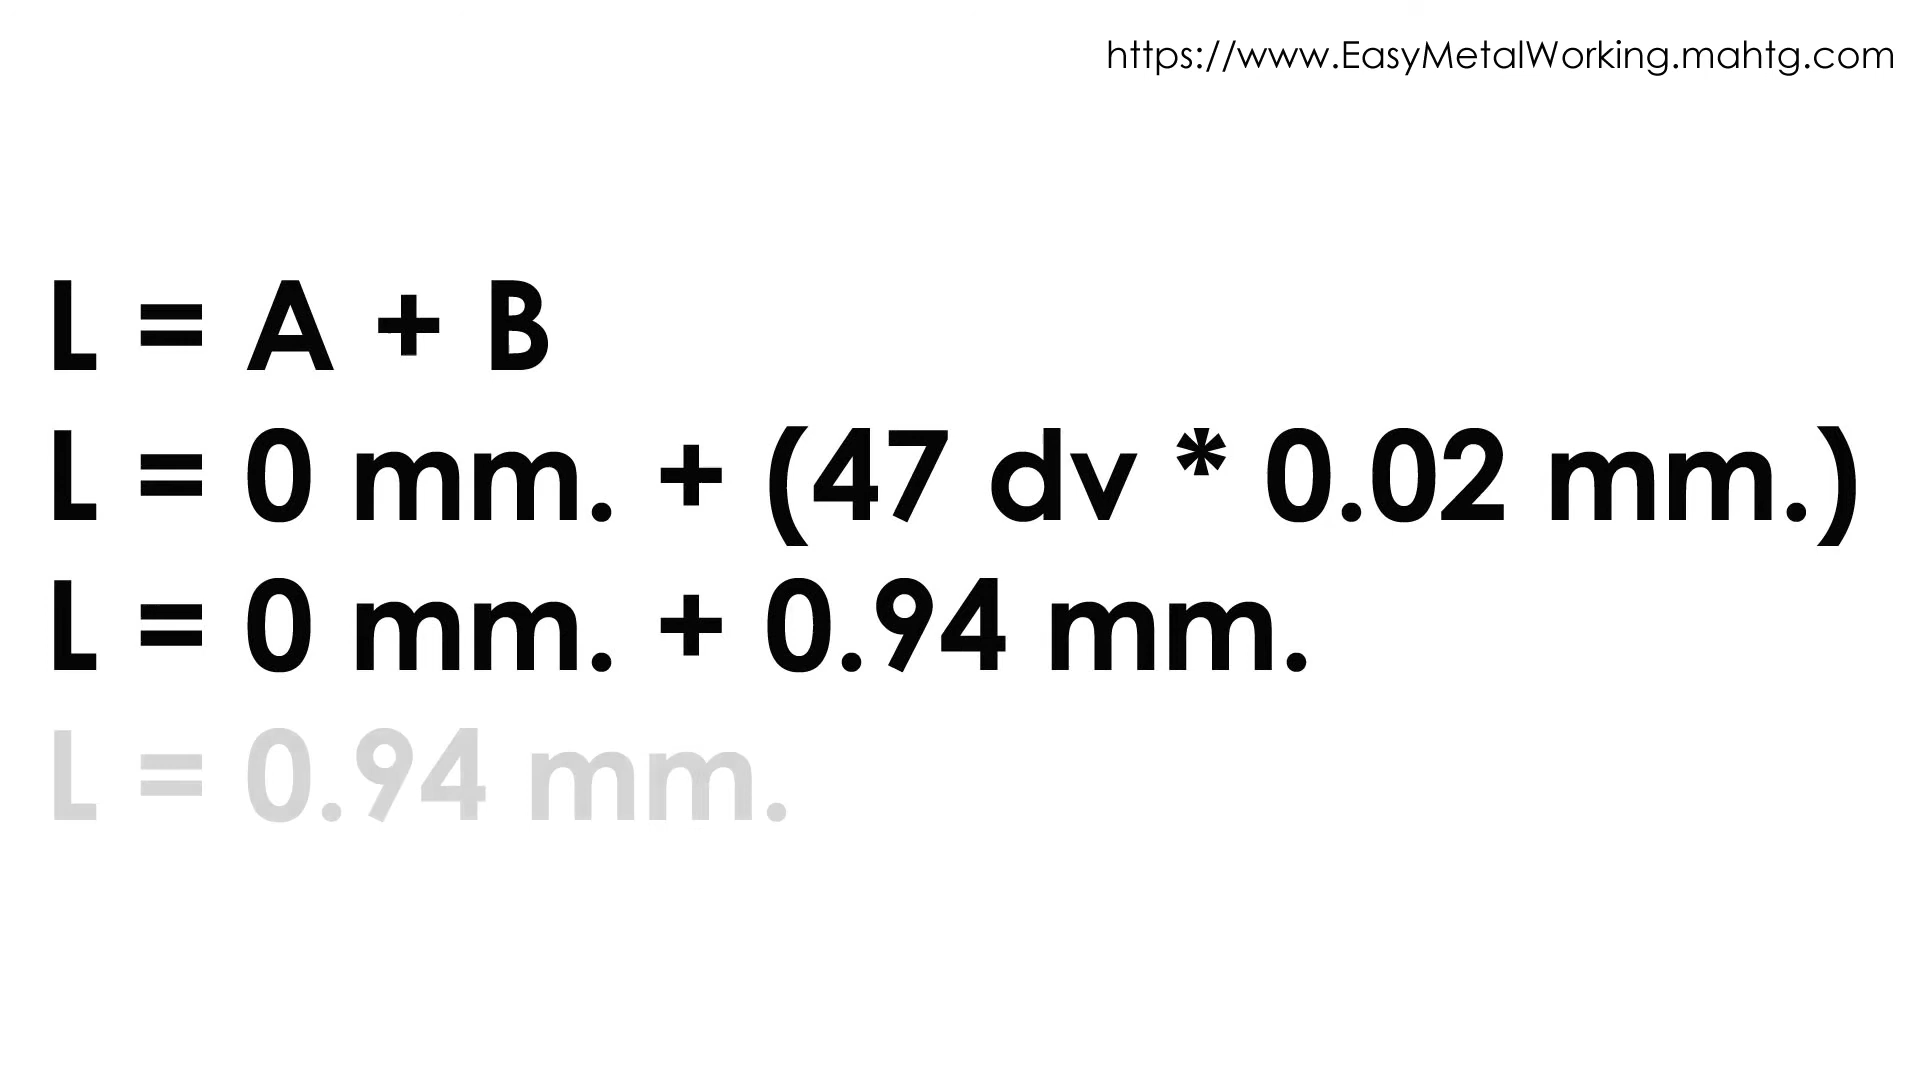 https://www.EasyMetalWorking.mahtg.com
L = A + B
L = 0 mm. + (47 dv * 0.02 mm.)
L = 0 mm. + 0.94 mm.
L = 0.94 mm.